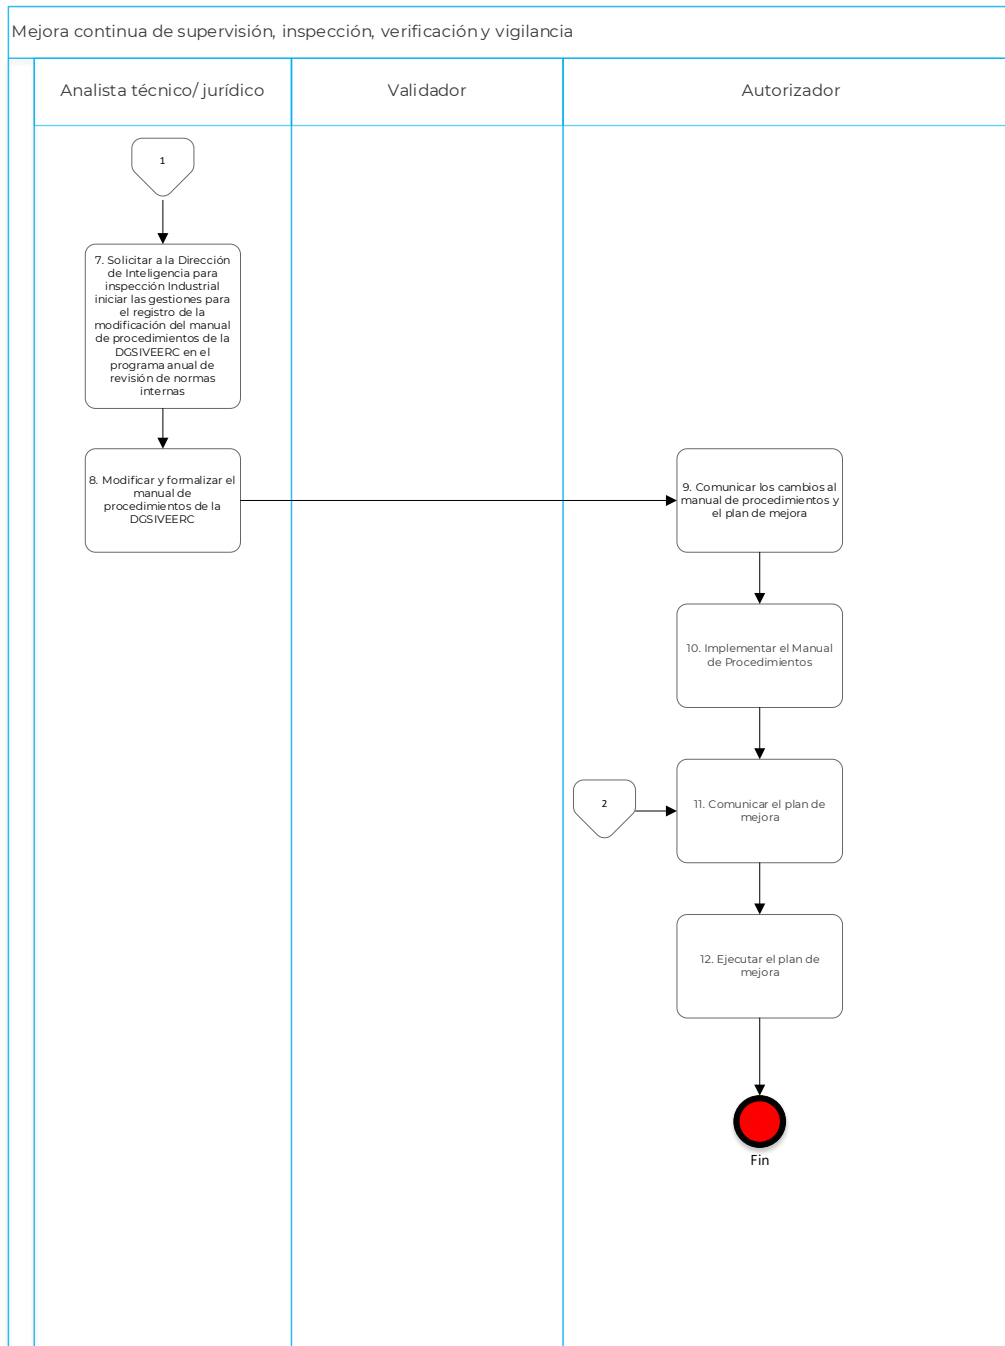 Mejora continua de supervisión, inspección, verificación y vigilancia
Analista técnico/ jurídico
Validador
Autorizador
1
7. Solicitar a la Dirección
de Inteligencia para
inspección Industrial
iniciar las gestiones para
el registro de la
modificación del manual
de procedimientos de la
DGSIVEERC en el
programa anual de
revisión de normas
internas
8. Modificar y formalizar el
manual de
procedimientos de la
DGSIVEERC
9. Comunicar los cambios al
manual de procedimientos y
el plan de mejora
10. Implementar el Manual
de Procedimientos
2
11. Comunicar el plan de
mejora
12. Ejecutar el plan de
mejora
Fin